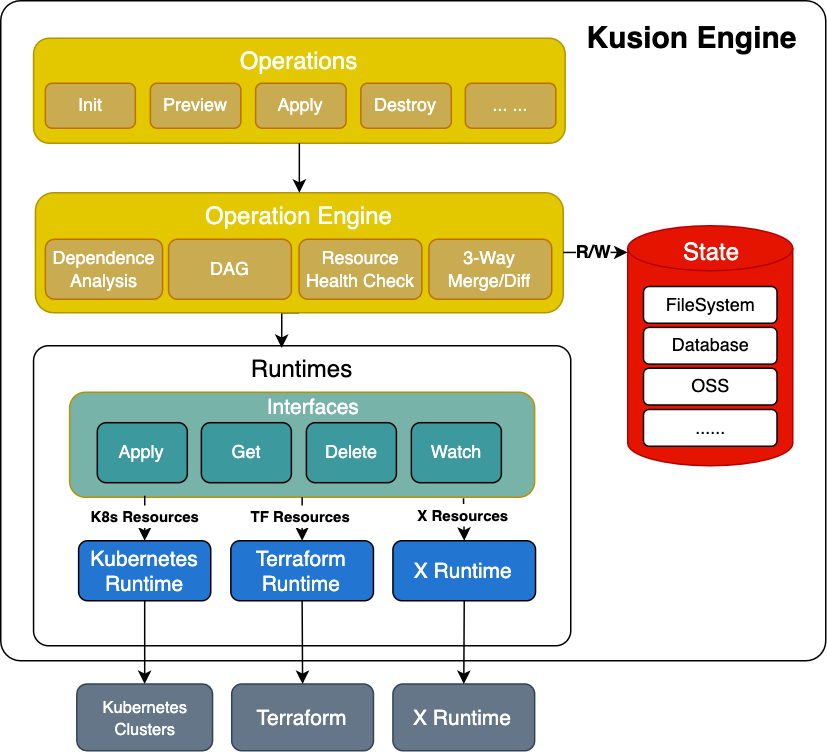 Kusion Engine
Operations
Init
Preview
Apply
Destroy
... ...
Operation Engine
Dependence
Analysis
DAG
Resource
Health Check
3-Way
Merge/Diff
R/W
State
FileSystem
Database
OSS
......
Runtimes
Interfaces
Apply
Get
Delete
Watch
K8s Resources
TF Resources
X Resources
Kubernetes
Runtime
Terraform
Runtime
X Runtime
Kubernetes
Clusters
Terraform
X Runtime